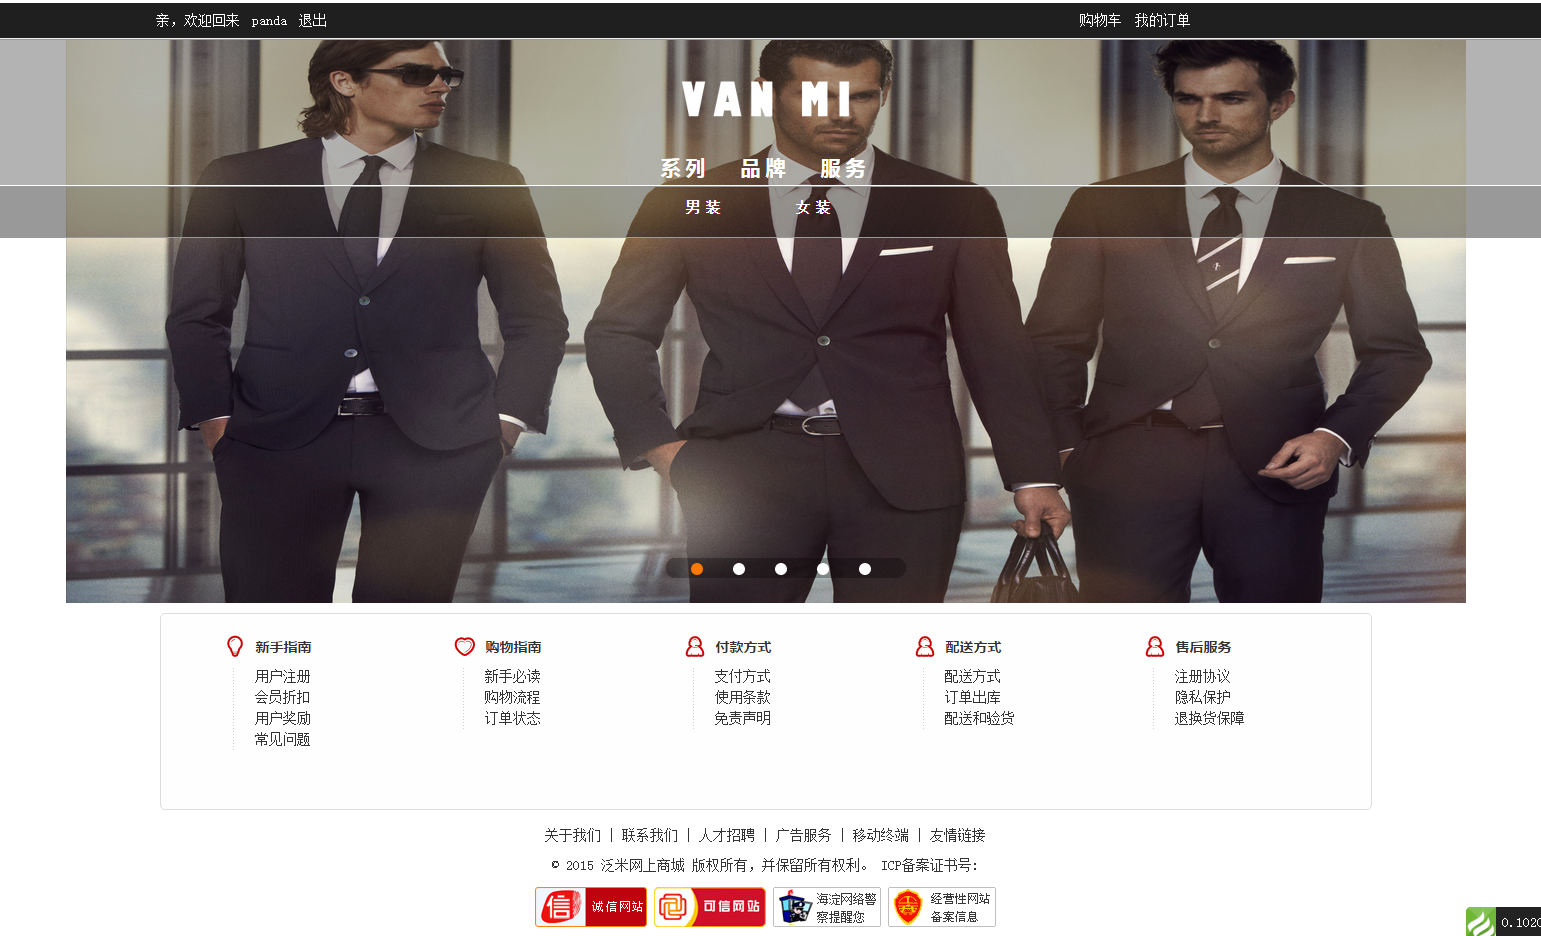 亲，欢迎回来 panda 退出
购物车 我的订单
VAN MI
系列 品牌 服务
男装 女装
新手指南
用户注册
会员折扣
用户奖励
常见问题
购物指南
新手必读
购物流程
订单状态
付款方式
支付方式
使用条款
免责声明
配送方式
配送方式
订单出库
配送和验货
售后服务
注册协议
隐私保护
退换货保障
关于我们 | 联系我们 | 人才招聘 | 广告服务 | 移动终端 | 友情链接
© 2015 泛米网上商城 版权所有，并保留所有权利。 ICP备案证书号:
信 诚信网站
可信网站
海淀网络警
察提醒您
经营性网站
备案信息
0.1020